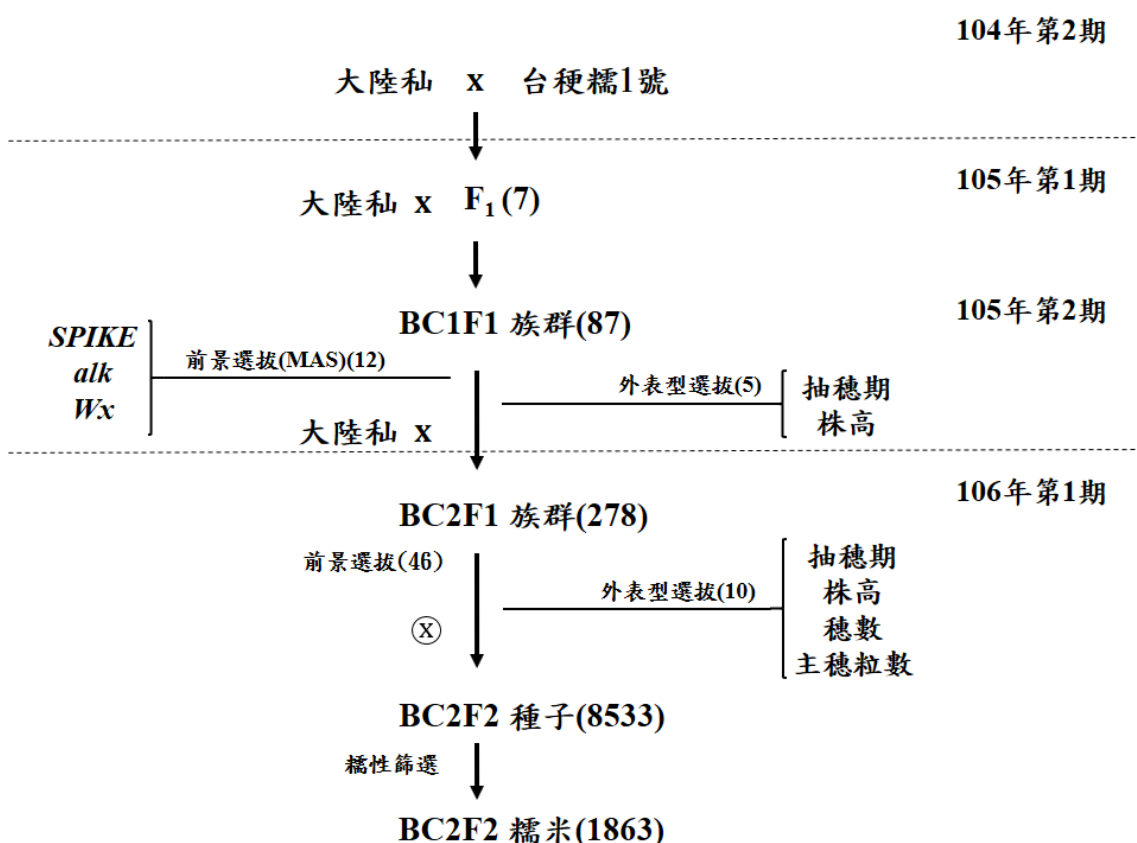 104年第2期
大陸秈 x 台稉糯1號
105年第1期
大陸秈 x F₁ (7)
BC1F1 族群(87)
105年第2期
SPIKE
alk
Wx
前景選拔(MAS)(12)
外表型選拔(5)
抽穗期
株高
大陸秈 x
106年第1期
BC2F1 族群(278)
前景選拔(46)
外表型選拔(10)
抽穗期
株高
穗數
主穗粒數
ⓧ
BC2F2 種子(8533)
糯性篩選
BC2F2 糯米(1863)